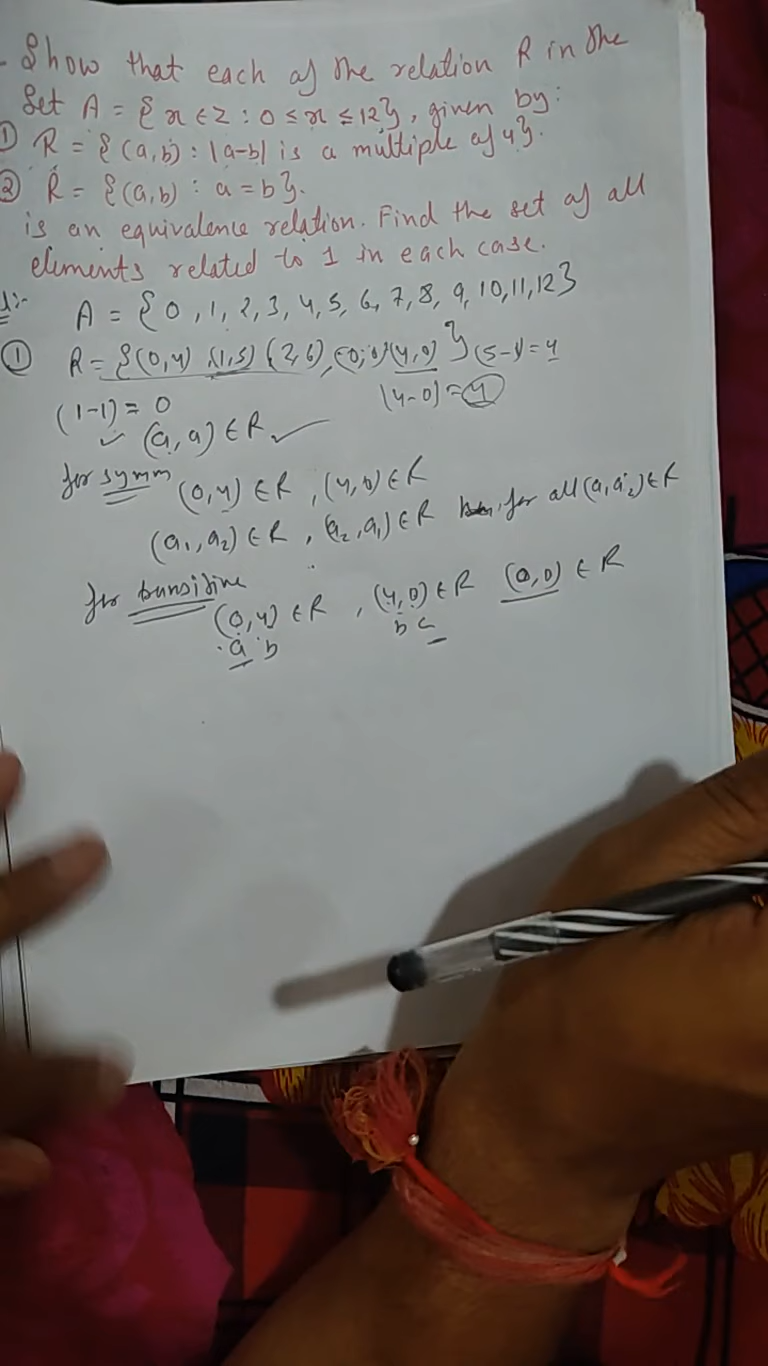 Show that each of the relation R in the
Set A = { x ∈ Z : 0 ≤ x ≤ 12}, given by:
① R = { (a,b) : |a-b| is a multiple of 4}.
② R = {(a,b) : a = b}.
is an equivalence relation. Find the set of all
elements related to 1 in each case.
A = { 0, 1, 2, 3, 4, 5, 6, 7, 8, 9, 10, 11, 12 }
① R = {(0,4) (1,5) (2,6), (0,0) (4,0) } (5-1) = 4
(1-1) = 0 |4-0| = 4
✓ (a,a) ∈ R ✓
for symm (0,4) ∈ R , (4,0) ∈ R
(a₁,a₂) ∈ R , (a₂,a₁) ∈ R for all (a₁,a₂) ∈ R
for transitive (0,4) ∈ R , (4,0) ∈ R (0,0) ∈ R
a b b c